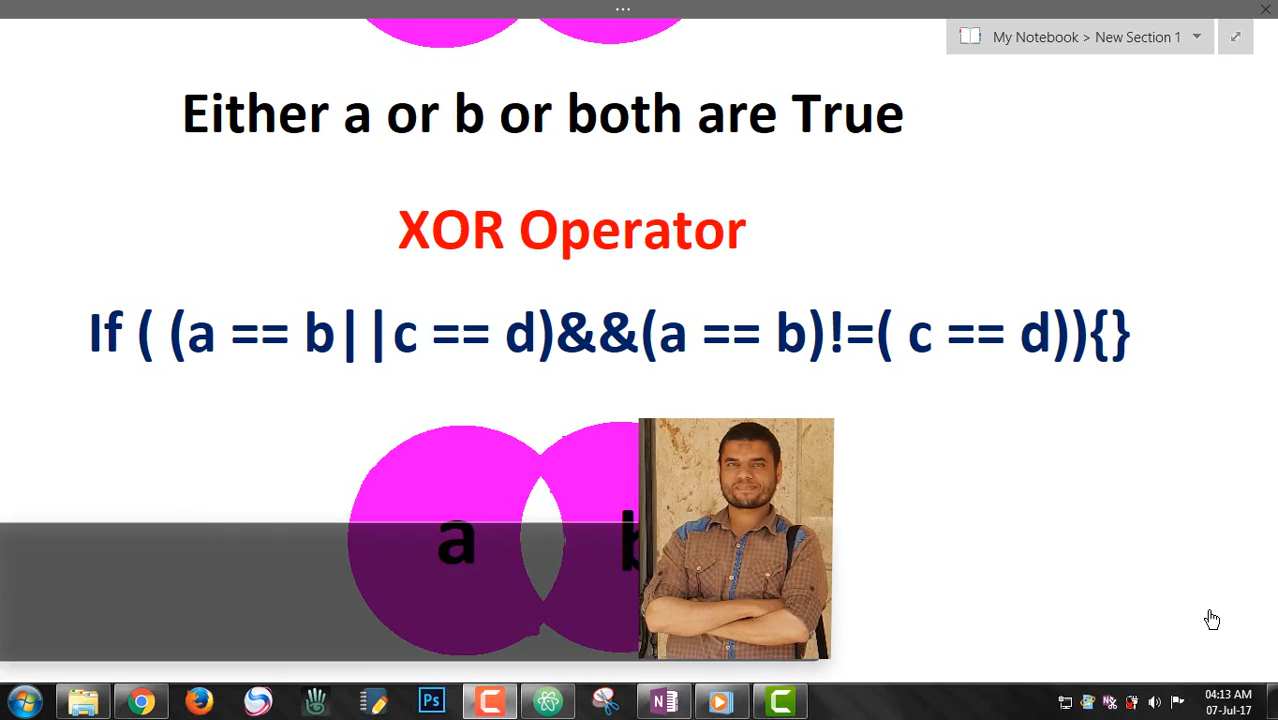 ...
My Notebook > New Section 1
Either a or b or both are True
XOR Operator
If ( (a == b||c == d)&&(a == b)!=( c == d)){}
a
b
Ps
C
N
C
04:13 AM
07-Jul-17